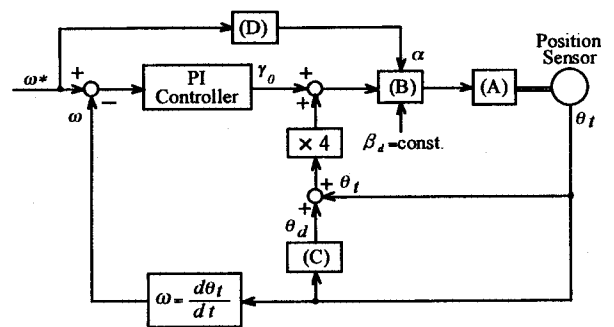 (D)
Position
Sensor
ω*
+
−
ω
PI
Controller
γ₀
+
+
α
(B)
(A)
β_d=const.
θ_t
× 4
+
θ_t
+
θ_d
(C)
ω = dθ_t / dt